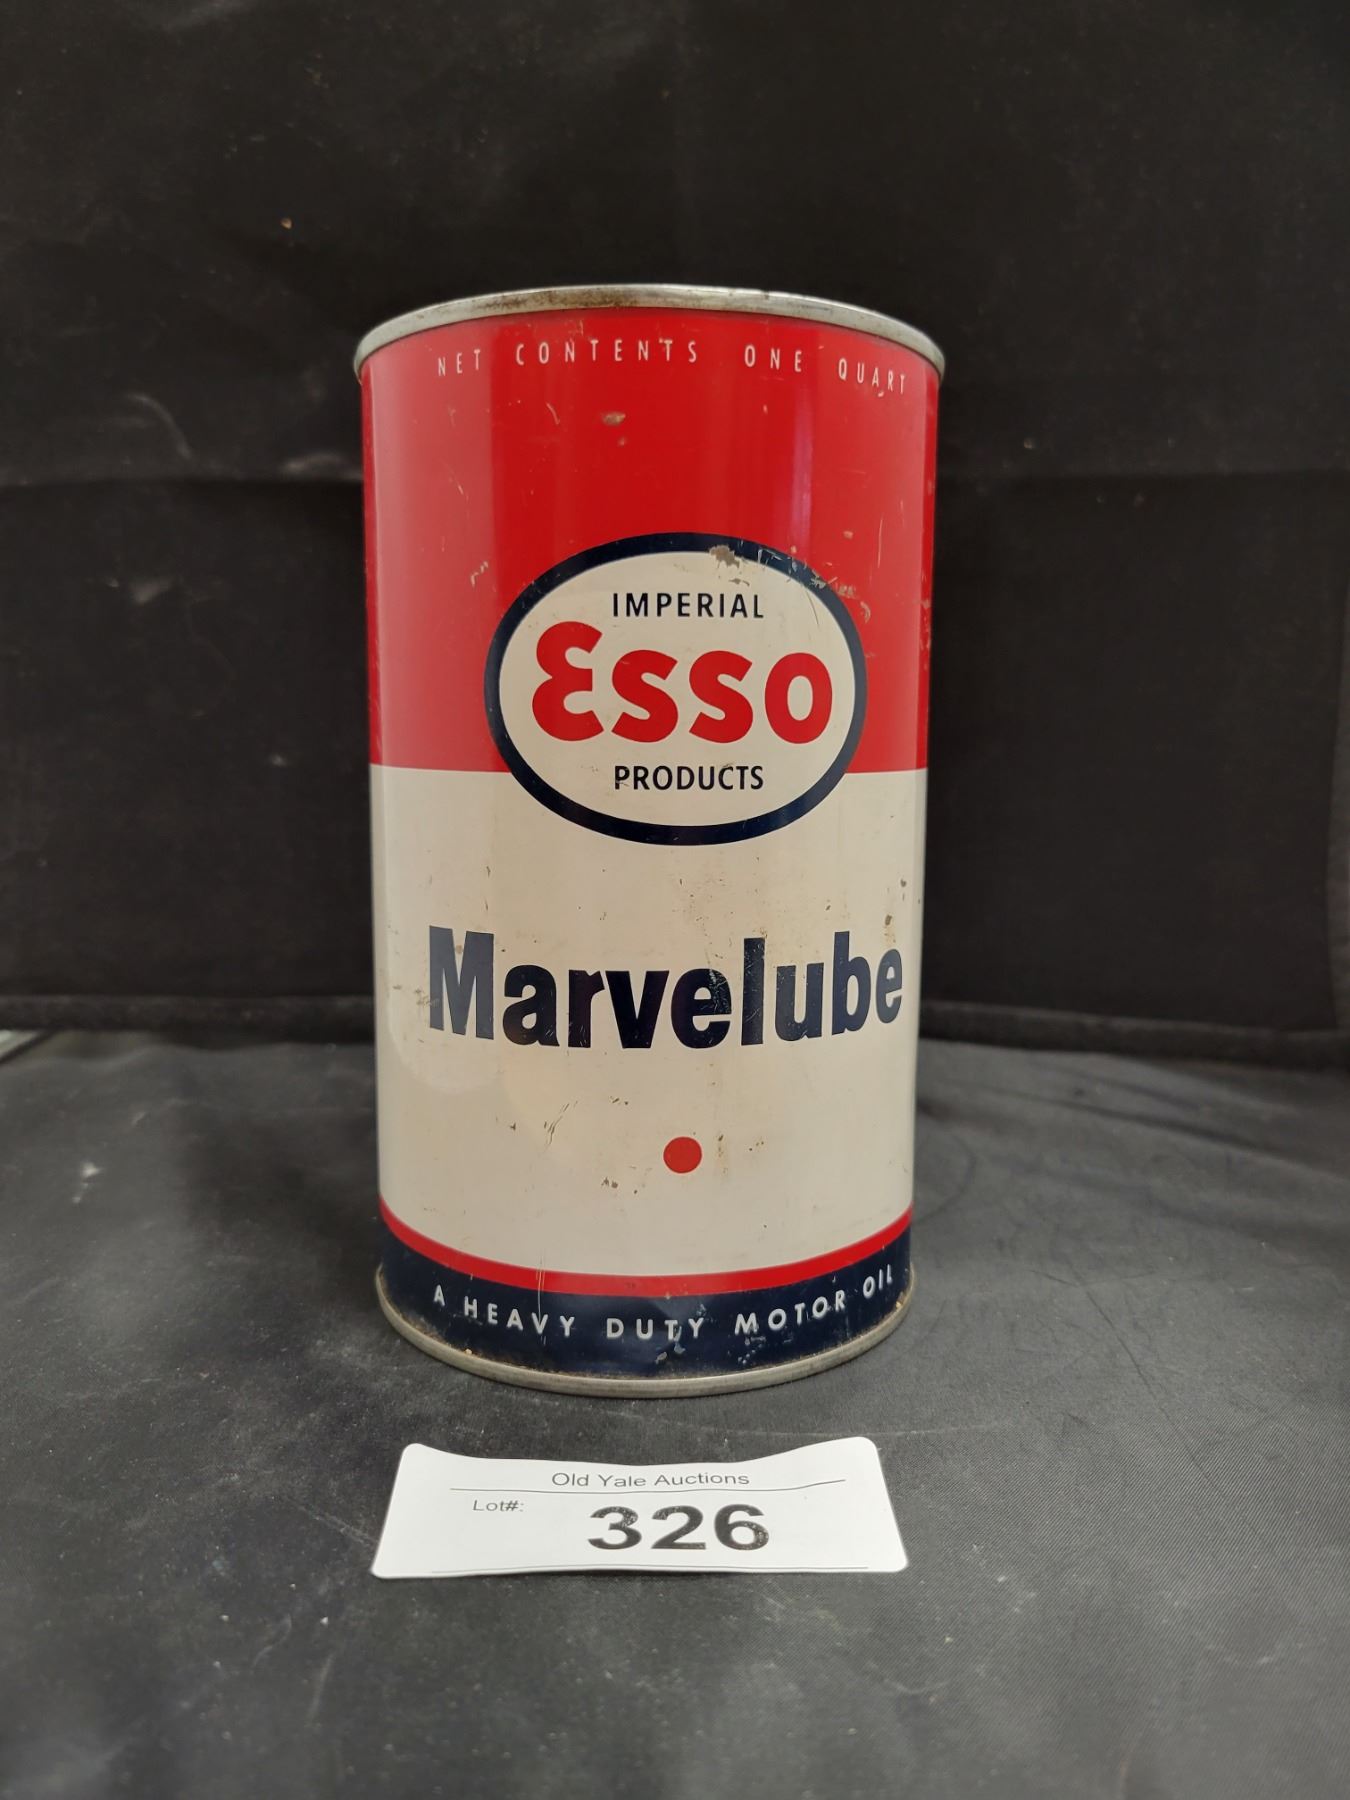 NET CONTENTS ONE QUART
IMPERIAL
Esso
PRODUCTS
Marvelube
A HEAVY DUTY MOTOR OIL
Old Yale Auctions
Lot#:
326